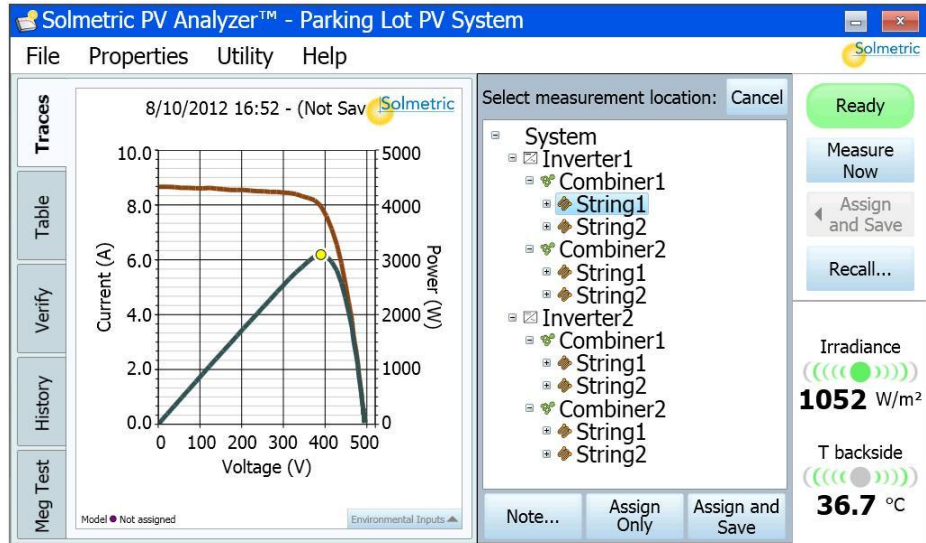 Solmetric PV Analyzer™ - Parking Lot PV System
File Properties Utility Help
Solmetric
Traces
Table
Verify
History
Meg Test
8/10/2012 16:52 - (Not Sav
Solmetric
10.0
8.0
6.0
4.0
2.0
0.0
Current (A)
5000
4000
3000
2000
1000
0
Power (W)
0 100 200 300 400 500
Voltage (V)
Model Not assigned
Environmental Inputs
Select measurement location: Cancel
System
Inverter1
Combiner1
String1
String2
Combiner2
String1
String2
Inverter2
Combiner1
String1
String2
Combiner2
String1
String2
Note...
Assign
Only
Assign and
Save
Ready
Measure
Now
Assign
and Save
Recall...
Irradiance
1052 W/m²
T backside
36.7 °C